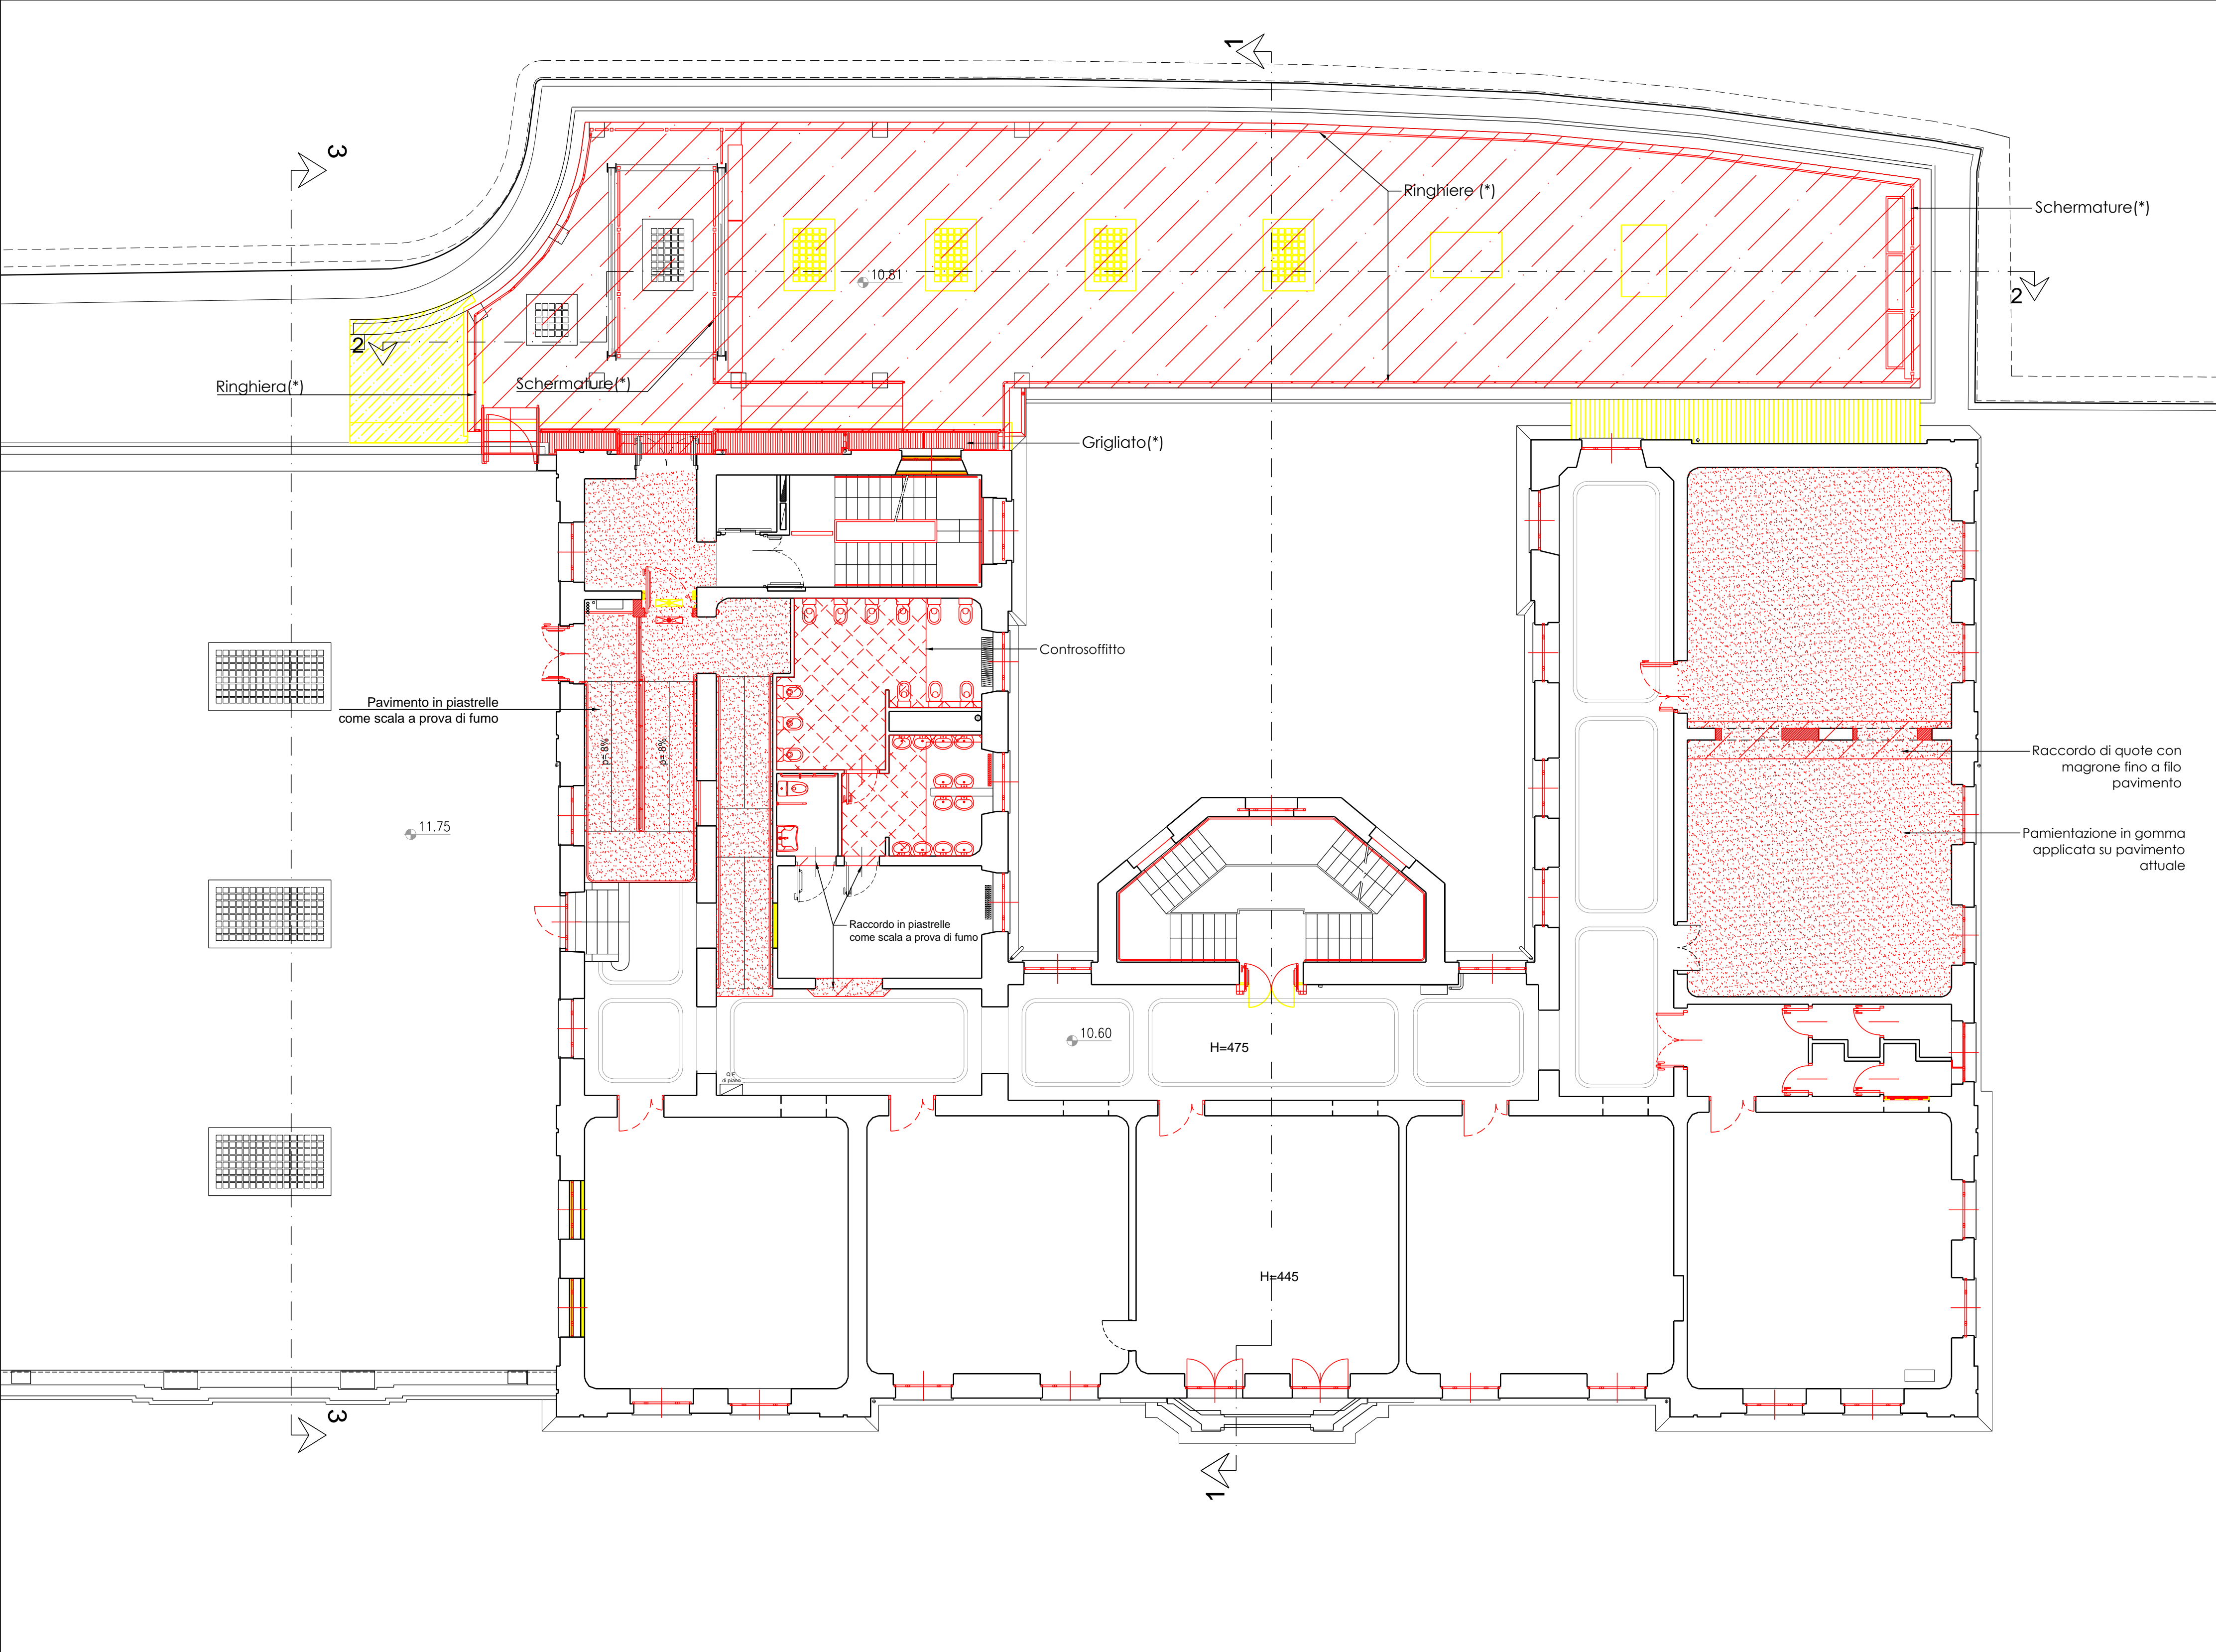 1
3
Ringhiere (*)
Schermature(*)
10.81
2
2
Ringhiera(*)
Schermature(*)
Grigliato(*)
Controsoffitto
Pavimento in piastrelle
come scala a prova di fumo
p=8%
p=8%
Raccordo di quote con
magrone fino a filo
pavimento
11.75
Pamientazione in gomma
applicata su pavimento
attuale
Raccordo in piastrelle
come scala a prova di fumo
10.60
H=475
Q.E.
di piano
H=445
3
1